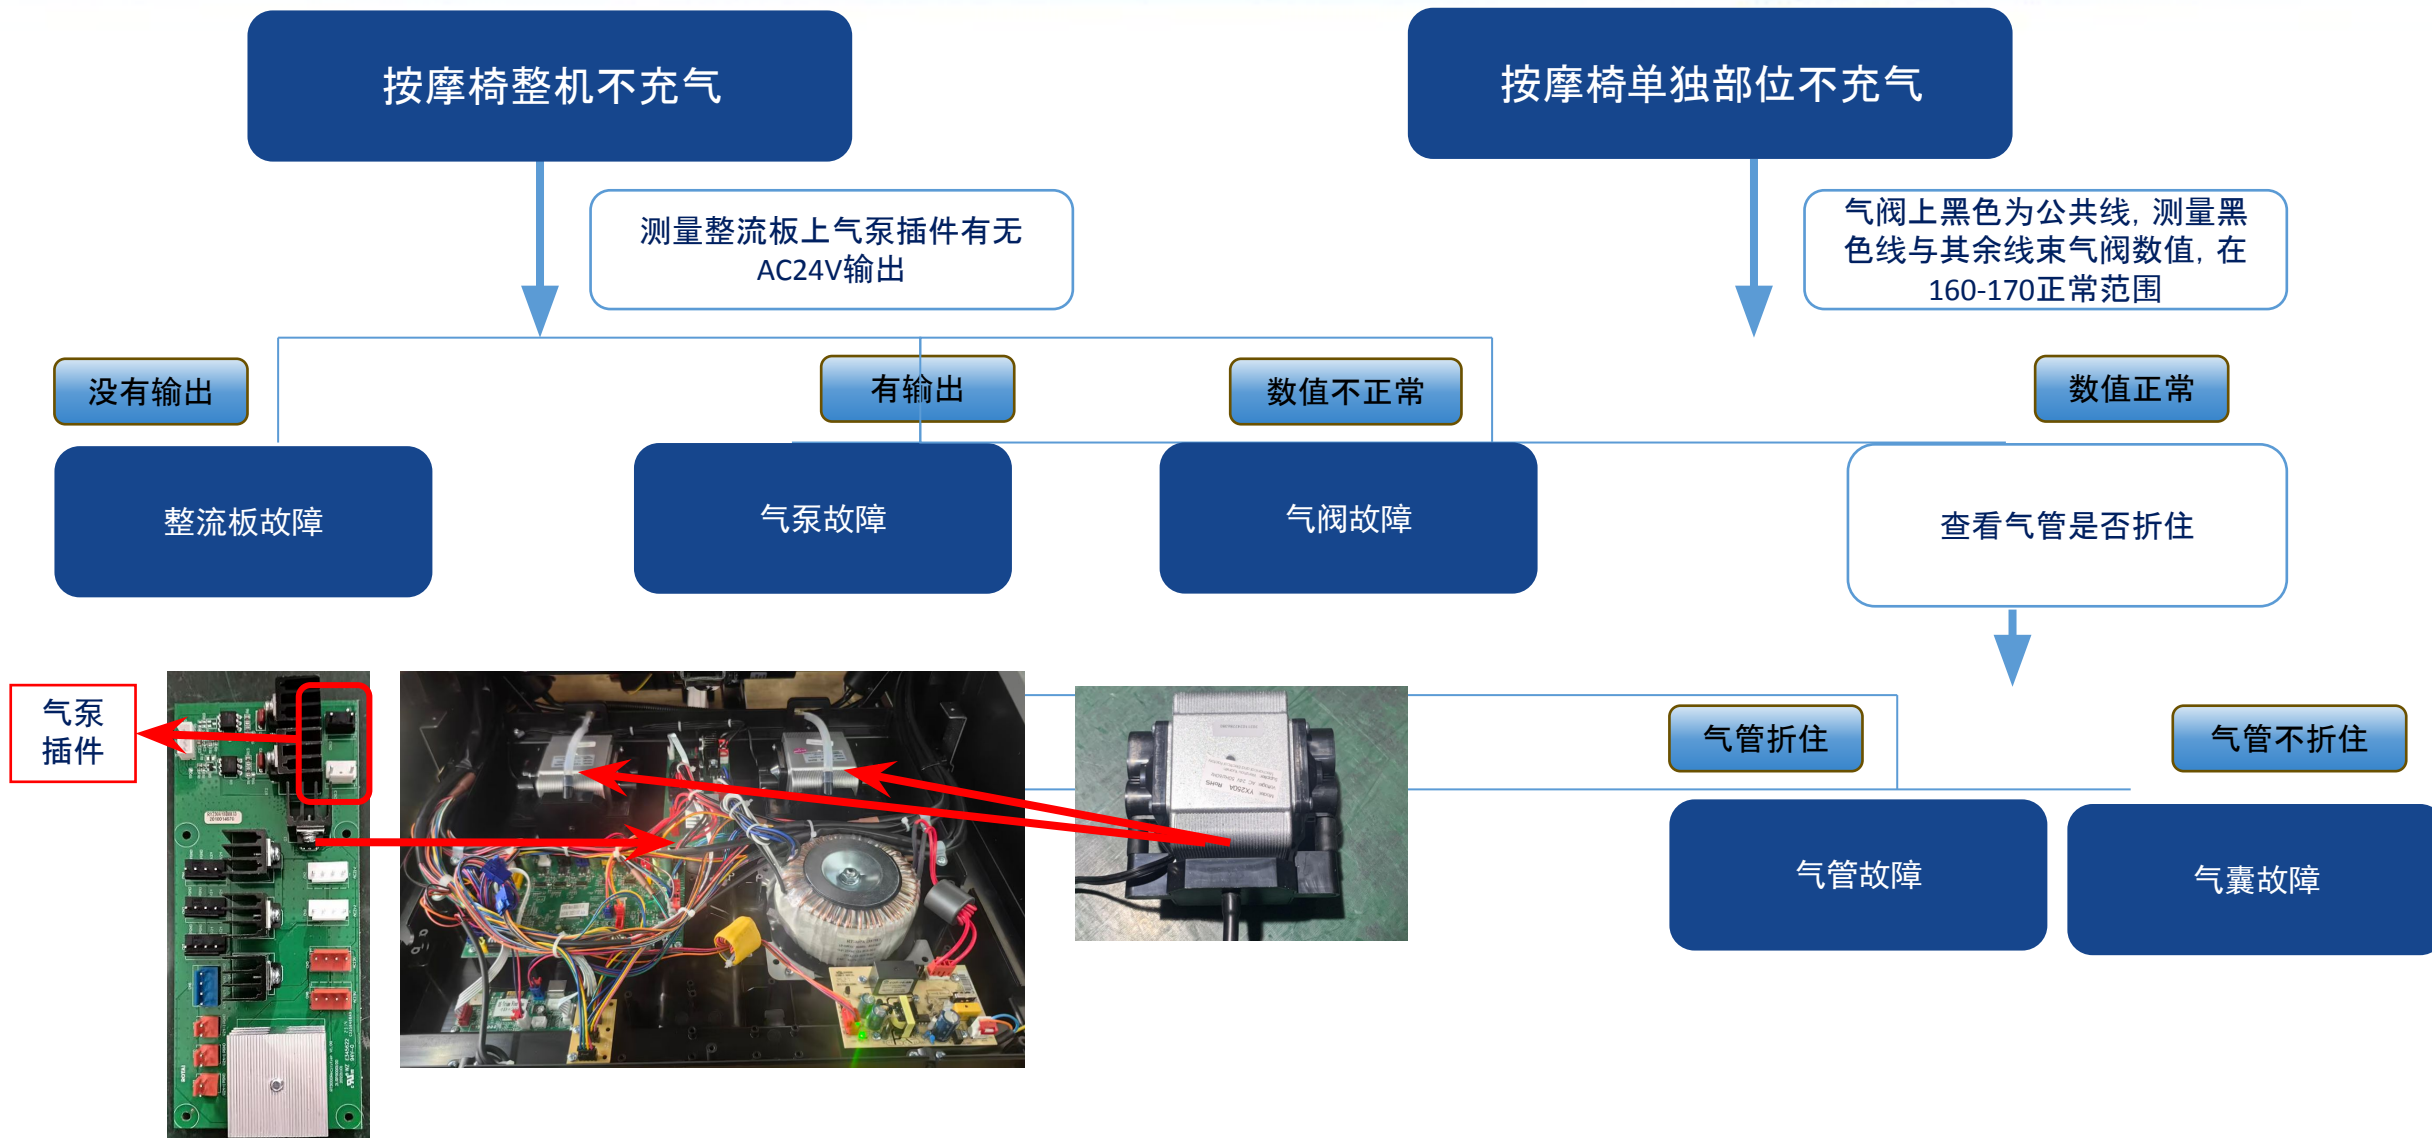 按摩椅整机不充气
按摩椅单独部位不充气
测量整流板上气泵插件有无
AC24V输出
气阀上黑色为公共线，测量黑
色线与其余线束气阀数值，在
160-170正常范围
没有输出
有输出
数值不正常
数值正常
整流板故障
气泵故障
气阀故障
查看气管是否折住
气泵
插件
气管折住
气管不折住
气管故障
气囊故障